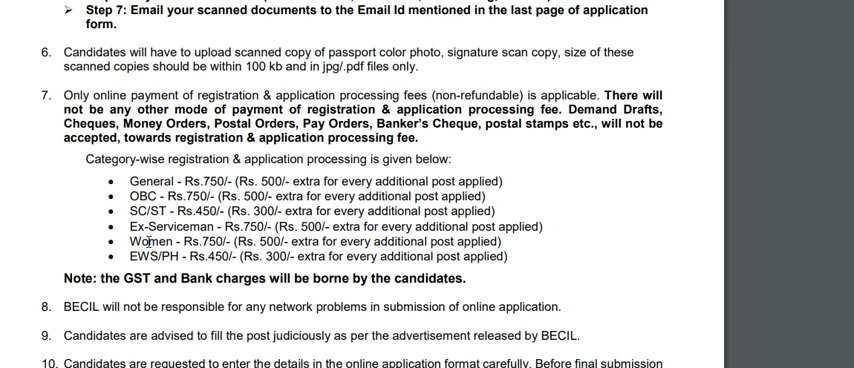 ➢ Step 7: Email your scanned documents to the Email Id mentioned in the last page of application
form.
6. Candidates will have to upload scanned copy of passport color photo, signature scan copy, size of these
scanned copies should be within 100 kb and in jpg/.pdf files only.
7. Only online payment of registration & application processing fees (non-refundable) is applicable. There will
not be any other mode of payment of registration & application processing fee. Demand Drafts,
Cheques, Money Orders, Postal Orders, Pay Orders, Banker's Cheque, postal stamps etc., will not be
accepted, towards registration & application processing fee.
Category-wise registration & application processing is given below:
• General - Rs.750/- (Rs. 500/- extra for every additional post applied)
• OBC - Rs.750/- (Rs. 500/- extra for every additional post applied)
• SC/ST - Rs.450/- (Rs. 300/- extra for every additional post applied)
• Ex-Serviceman - Rs.750/- (Rs. 500/- extra for every additional post applied)
• Women - Rs.750/- (Rs. 500/- extra for every additional post applied)
• EWS/PH - Rs.450/- (Rs. 300/- extra for every additional post applied)
Note: the GST and Bank charges will be borne by the candidates.
8. BECIL will not be responsible for any network problems in submission of online application.
9. Candidates are advised to fill the post judiciously as per the advertisement released by BECIL.
10. Candidates are requested to enter the details in the online application format carefully. Before final submission